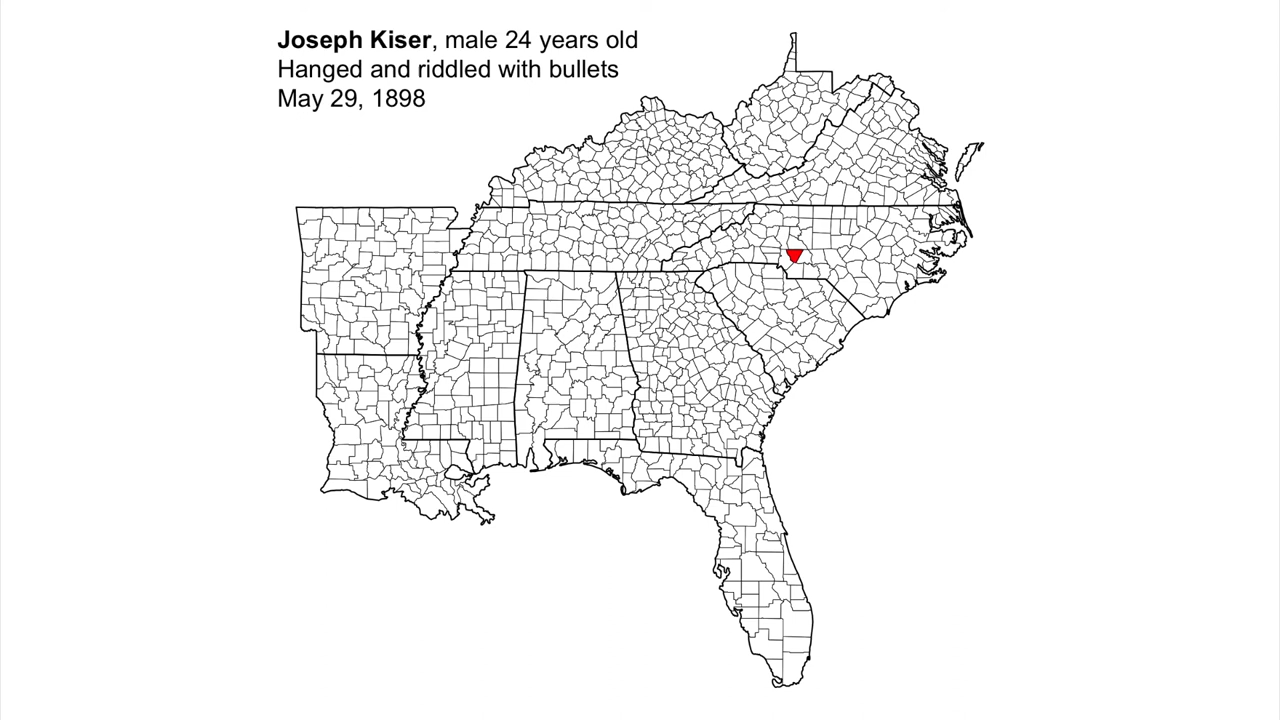 Joseph Kiser, male 24 years old
Hanged and riddled with bullets
May 29, 1898